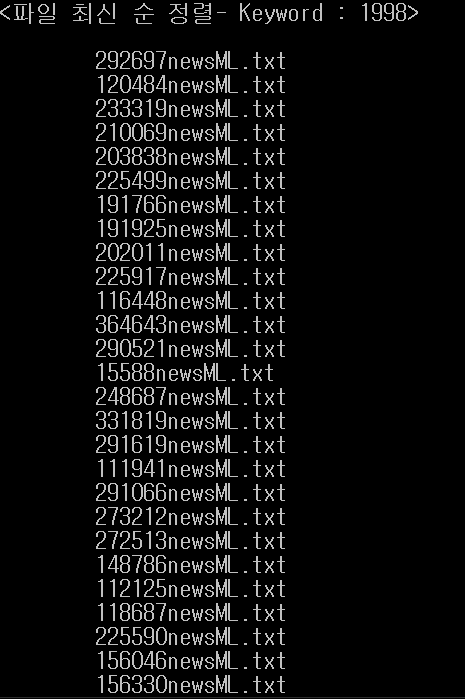 <파일 최신 순 정렬- Keyword : 1998>
292697newsML.txt
120484newsML.txt
233319newsML.txt
210069newsML.txt
203838newsML.txt
225499newsML.txt
191766newsML.txt
191925newsML.txt
202011newsML.txt
225917newsML.txt
116448newsML.txt
364643newsML.txt
290521newsML.txt
15588newsML.txt
248687newsML.txt
331819newsML.txt
291619newsML.txt
111941newsML.txt
291066newsML.txt
273212newsML.txt
272513newsML.txt
148786newsML.txt
112125newsML.txt
118687newsML.txt
225590newsML.txt
156046newsML.txt
156330newsML.txt